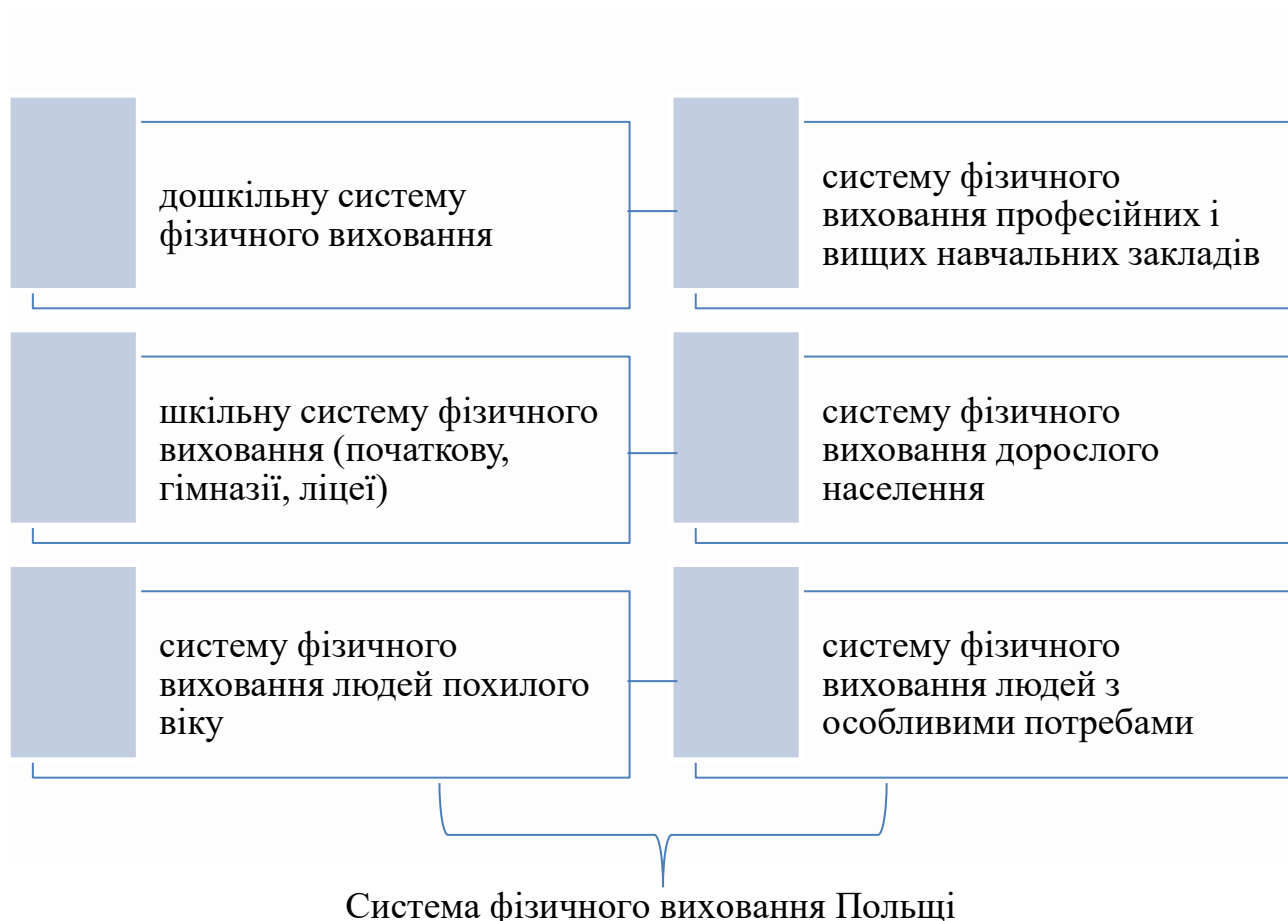 дошкільну систему
фізичного виховання
систему фізичного
виховання професійних і
вищих навчальних закладів
шкільну систему фізичного
виховання (початкову,
гімназії, ліцеї)
систему фізичного
виховання дорослого
населення
систему фізичного
виховання людей похилого
віку
систему фізичного
виховання людей з
особливими потребами
Система фізичного виховання Польщі